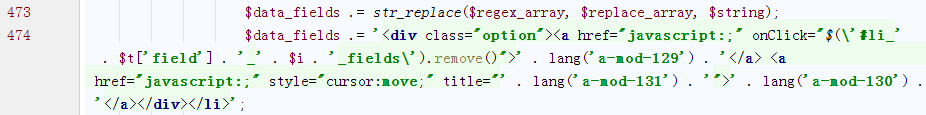 473 $data_fields .= str_replace($regex_array, $replace_array, $string);
474 $data_fields .= '<div class="option"><a href="javascript:;" onClick="$(\'#li_'
. $t['field'] . '_' . $i . '_fields\').remove()">' . lang('a-mod-129') . '</a> <a
href="javascript:;" style="cursor:move;" title="' . lang('a-mod-131') . '">' . lang('a-mod-130') .
'</a></div></li>';